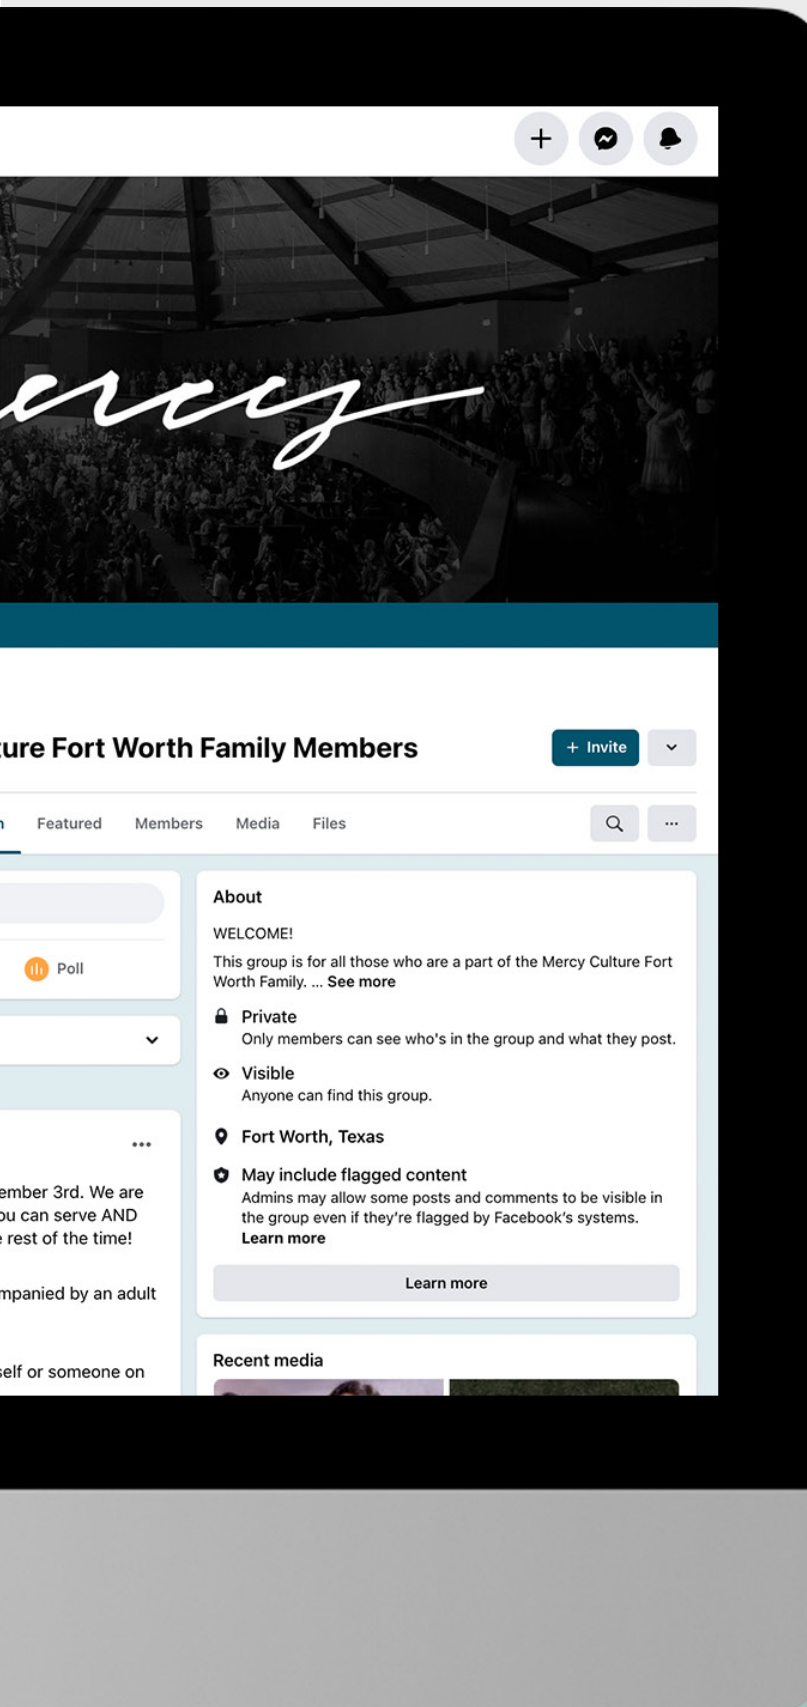 ercy
ture Fort Worth Family Members
+ Invite
Featured Members Media Files
Poll
ember 3rd. We are
ou can serve AND
e rest of the time!
mpanied by an adult
self or someone on
About
WELCOME!
This group is for all those who are a part of the Mercy Culture Fort
Worth Family. ... See more
Private
Only members can see who's in the group and what they post.
Visible
Anyone can find this group.
Fort Worth, Texas
May include flagged content
Admins may allow some posts and comments to be visible in
the group even if they're flagged by Facebook's systems.
Learn more
Learn more
Recent media